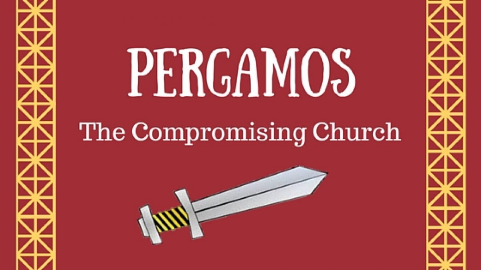 PERGAMOS
The Compromising Church